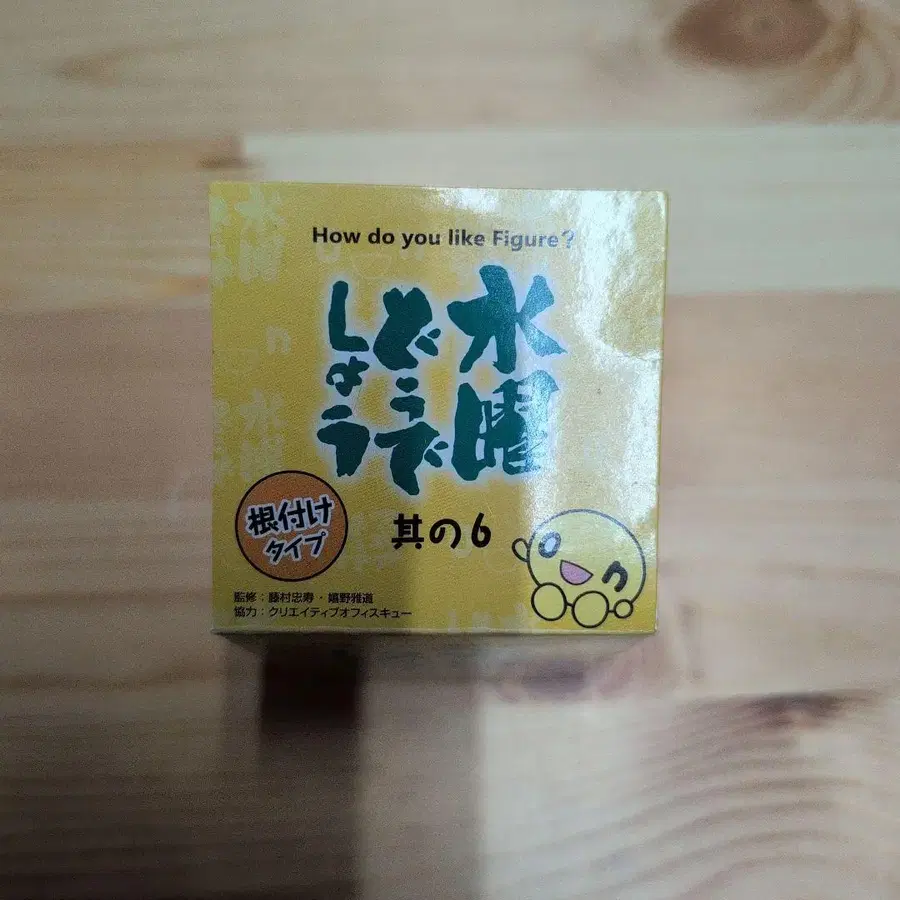 How do you like Figure?
水曜
どうで
しょう
根付け
タイプ
其の6
監修：藤村忠寿・嬉野雅道
協力：クリエイティブオフィスキュー